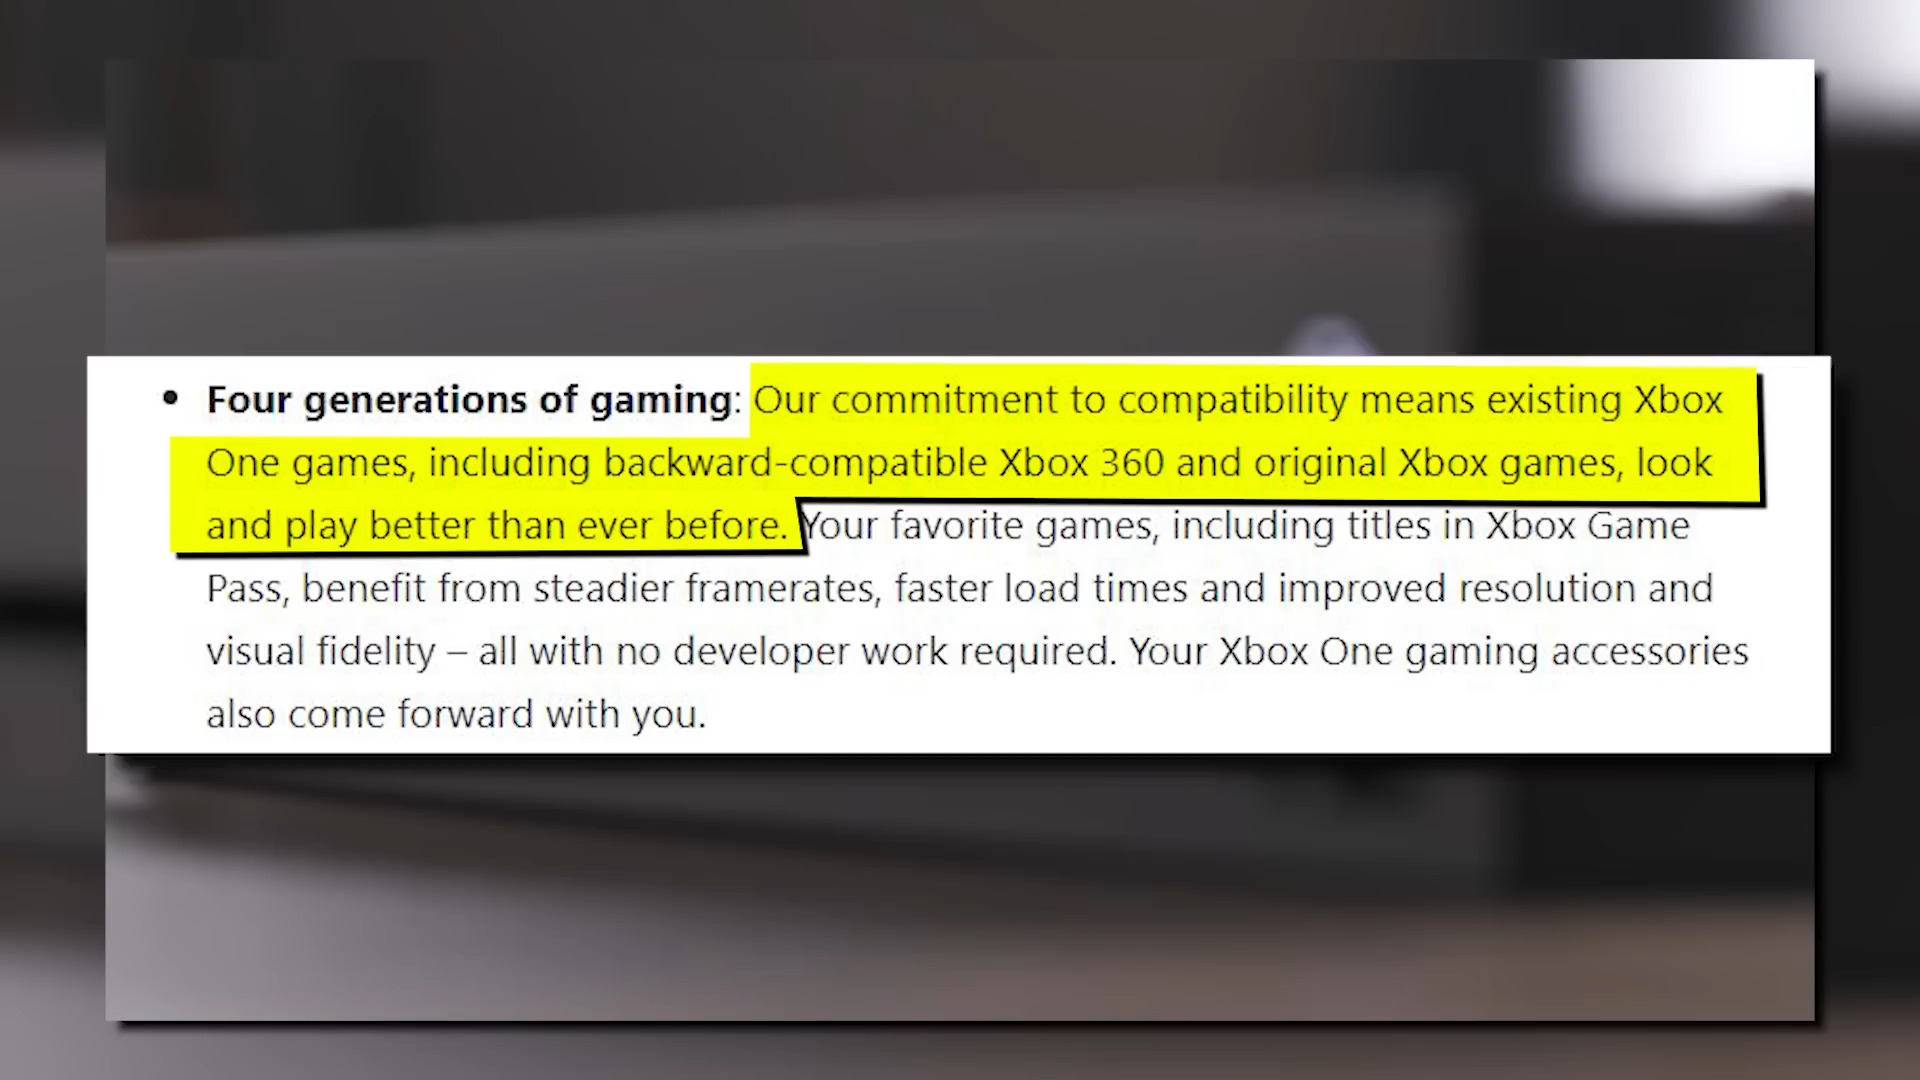 • Four generations of gaming: Our commitment to compatibility means existing Xbox
One games, including backward-compatible Xbox 360 and original Xbox games, look
and play better than ever before. Your favorite games, including titles in Xbox Game
Pass, benefit from steadier framerates, faster load times and improved resolution and
visual fidelity – all with no developer work required. Your Xbox One gaming accessories
also come forward with you.